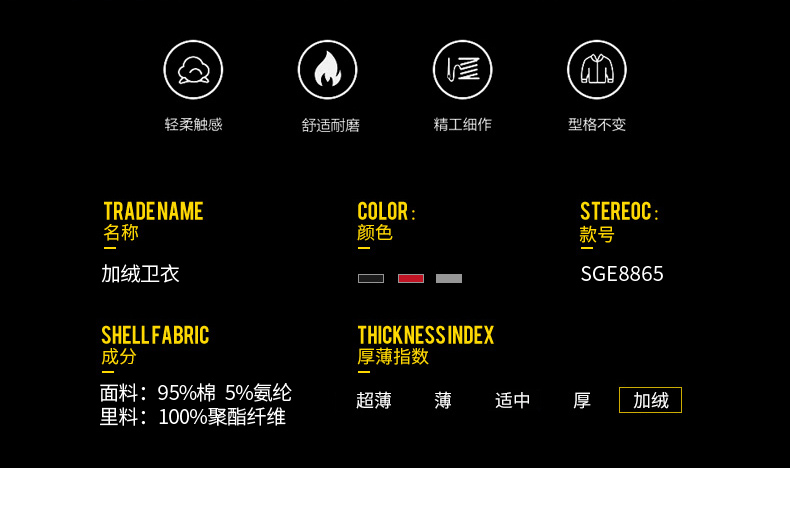 轻柔触感
舒适耐磨
精工细作
型格不变
TRADE NAME
名称
加绒卫衣
COLOR :
颜色
STEREOC :
款号
SGE8865
SHELL FABRIC
成分
面料：95%棉 5%氨纶
里料：100%聚酯纤维
THICKNESS INDEX
厚薄指数
超薄 薄 适中 厚 加绒